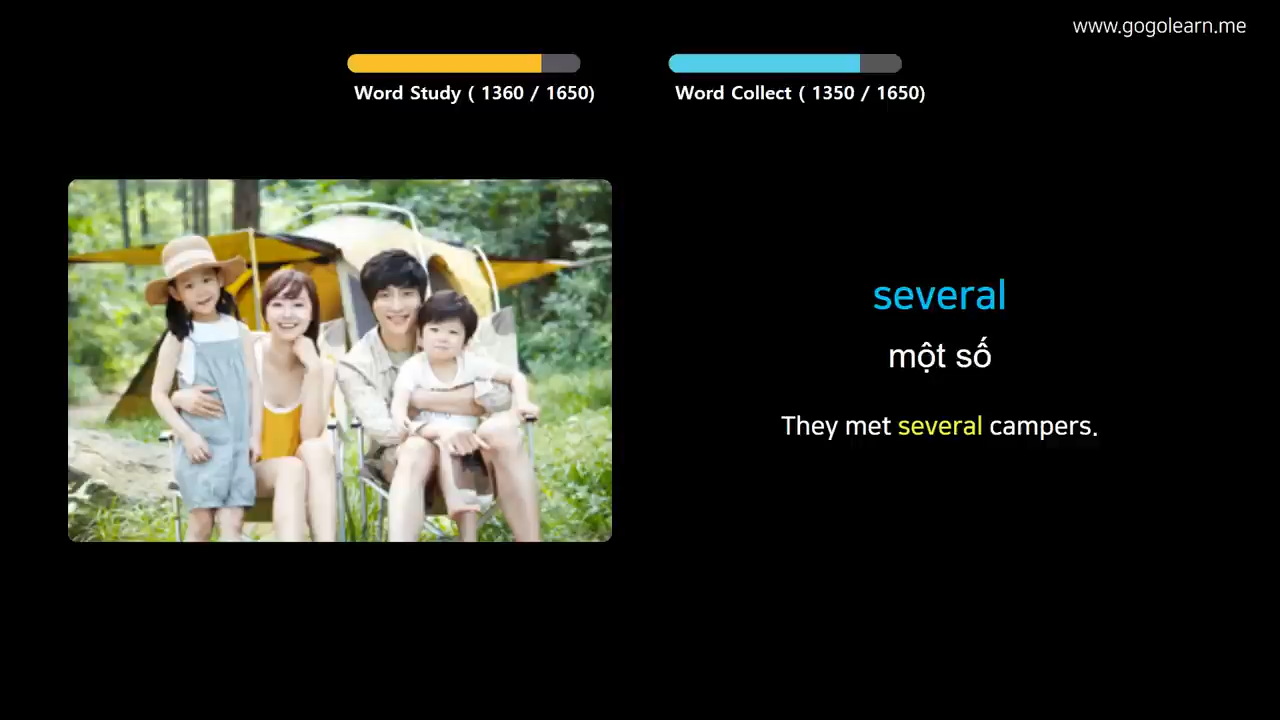 www.gogolearn.me
Word Study ( 1360 / 1650)
Word Collect ( 1350 / 1650)
several
một số
They met several campers.